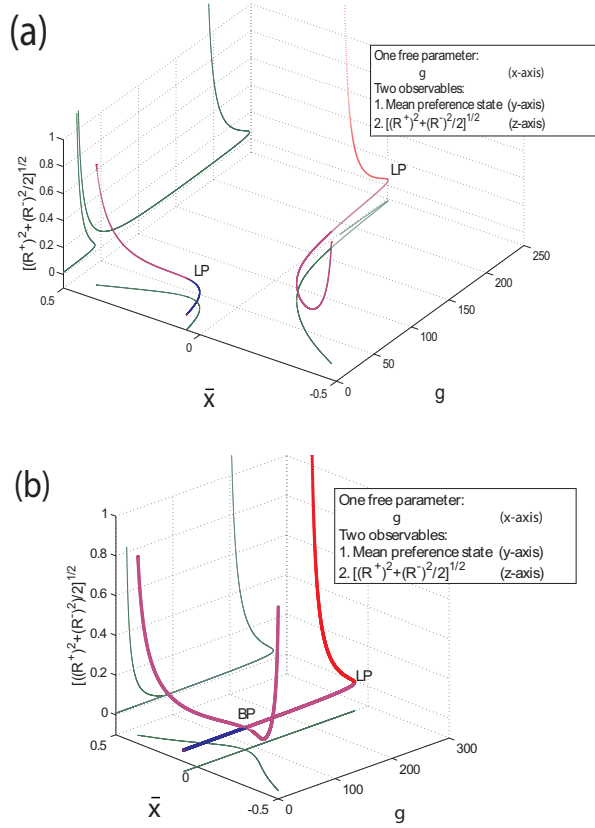 (a)
One free parameter:
g (x-axis)
Two observables:
1. Mean preference state (y-axis)
2. [(R⁺)²+(R⁻)²/2]^1/2 (z-axis)
[(R⁺)²+(R⁻)²/2]^1/2
1
0.8
0.6
0.4
0.2
0
0.5
0
-0.5
x̄
LP
LP
0
50
100
150
200
250
g
(b)
One free parameter:
g (x-axis)
Two observables:
1. Mean preference state (y-axis)
2. [(R⁺)²+(R⁻)²/2]^1/2 (z-axis)
[((R⁺)²+(R⁻)²)/2]^1/2
1
0.8
0.6
0.4
0.2
0
0.5
0
-0.5
x̄
BP
LP
0
100
200
300
g